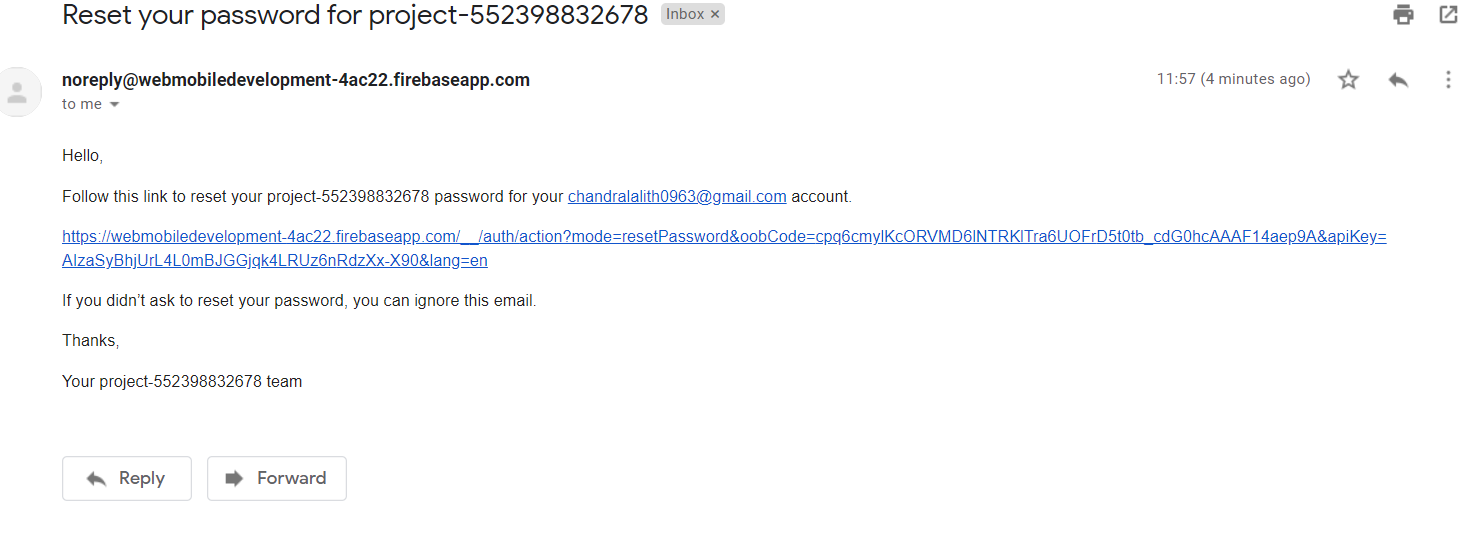 Reset your password for project-552398832678 Inbox ×
noreply@webmobiledevelopment-4ac22.firebaseapp.com 11:57 (4 minutes ago)
to me
Hello,
Follow this link to reset your project-552398832678 password for your chandralalith0963@gmail.com account.
https://webmobiledevelopment-4ac22.firebaseapp.com/__/auth/action?mode=resetPassword&oobCode=cpq6cmylKcORVMD6lNTRKlTra6UOFrD5t0tb_cdG0hcAAAF14aep9A&apiKey=
AIzaSyBhjUrL4L0mBJGGjqk4LRUz6nRdzXx-X90&lang=en
If you didn’t ask to reset your password, you can ignore this email.
Thanks,
Your project-552398832678 team
Reply Forward